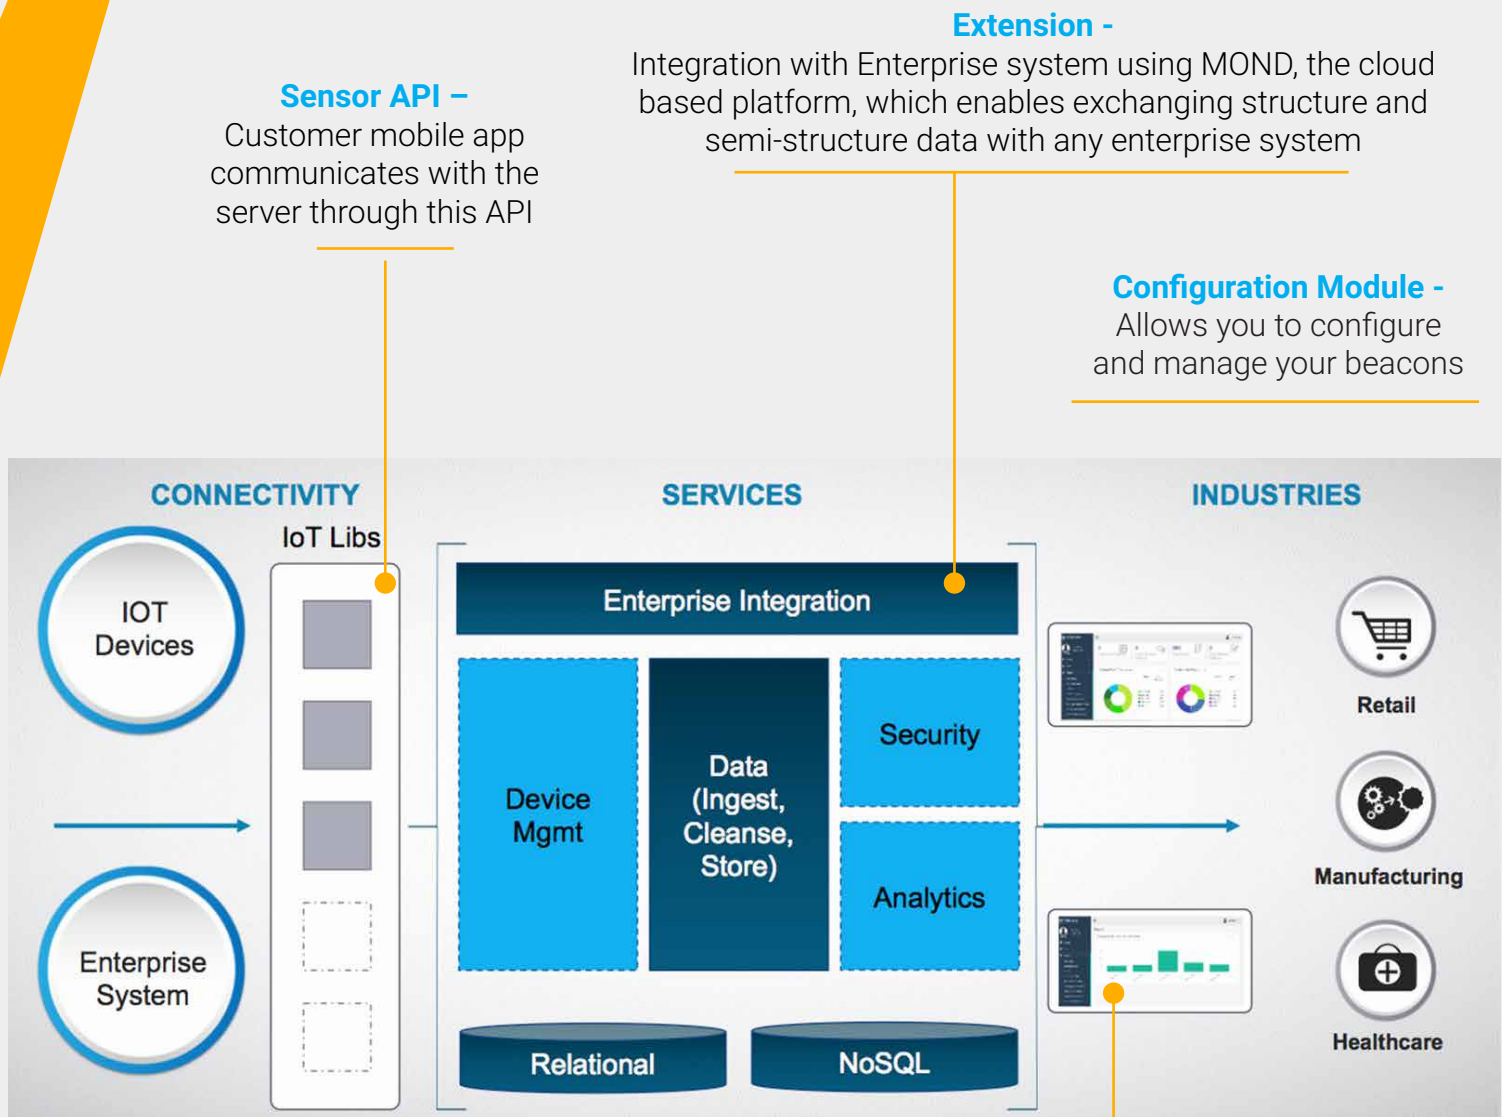 Extension -
Integration with Enterprise system using MOND, the cloud
based platform, which enables exchanging structure and
semi-structure data with any enterprise system
Sensor API –
Customer mobile app
communicates with the
server through this API
Configuration Module -
Allows you to configure
and manage your beacons
CONNECTIVITY
SERVICES
INDUSTRIES
IoT Libs
IOT
Devices
Enterprise
System
Enterprise Integration
Device
Mgmt
Data
(Ingest,
Cleanse,
Store)
Security
Analytics
Relational
NoSQL
Retail
Manufacturing
Healthcare